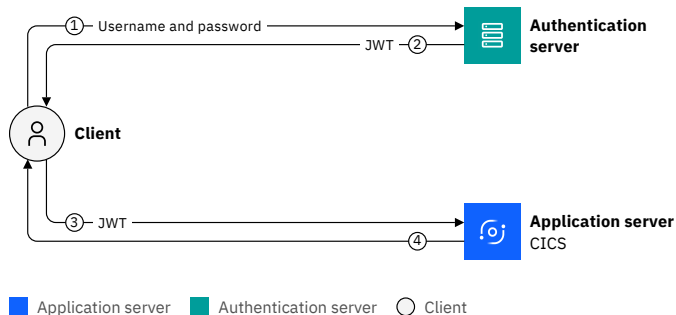 1 Username and password
Authentication
server
JWT 2
Client
3 JWT
Application server
CICS
4
Application server Authentication server Client